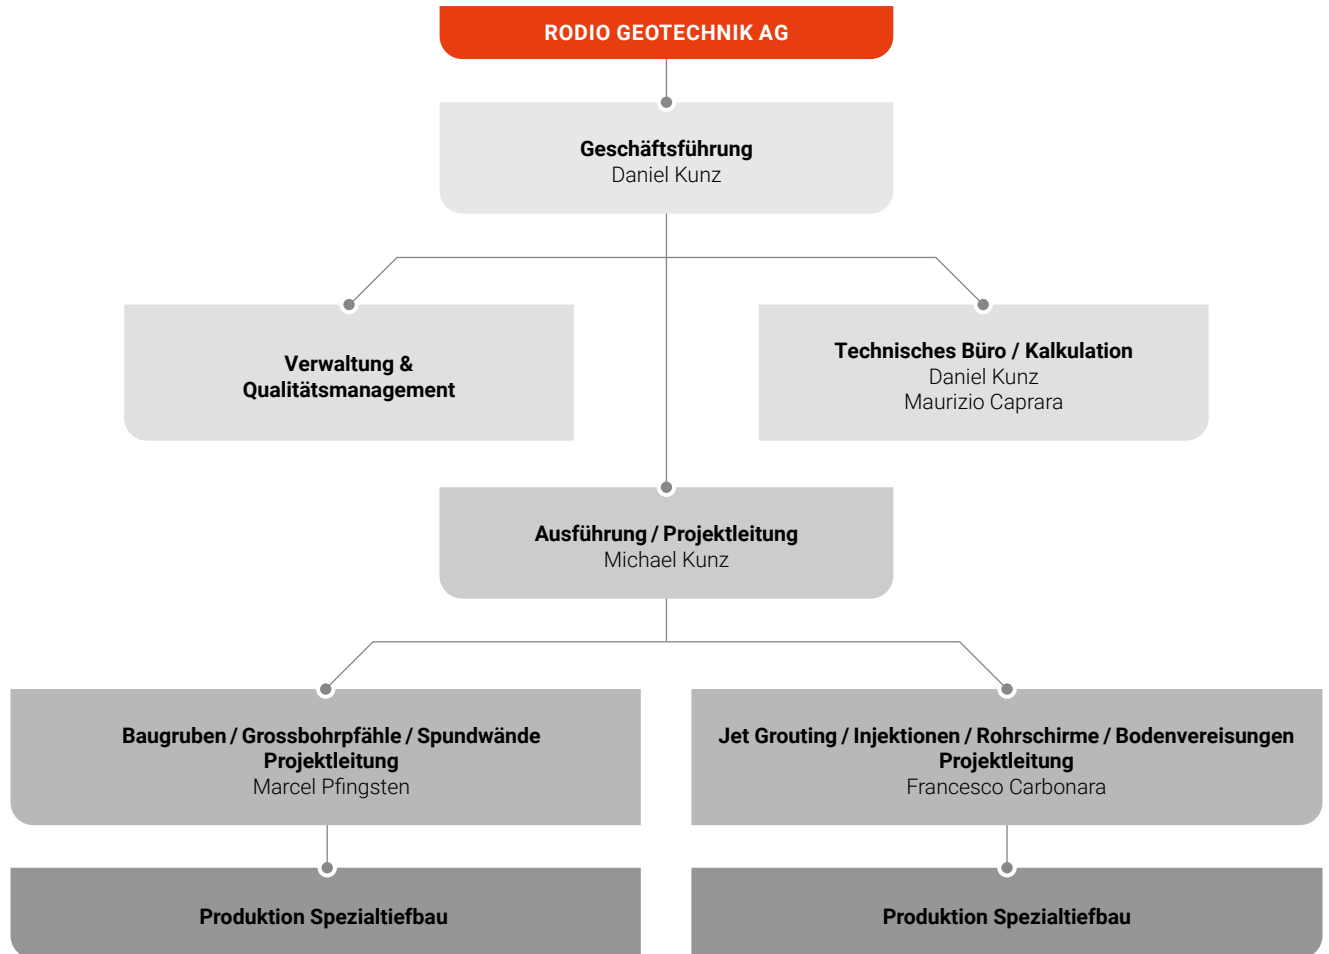 RODIO GEOTECHNIK AG
Geschäftsführung
Daniel Kunz
Verwaltung &
Qualitätsmanagement
Technisches Büro / Kalkulation
Daniel Kunz
Maurizio Caprara
Ausführung / Projektleitung
Michael Kunz
Baugruben / Grossbohrpfähle / Spundwände
Projektleitung
Marcel Pfingsten
Jet Grouting / Injektionen / Rohrschirme / Bodenvereisungen
Projektleitung
Francesco Carbonara
Produktion Spezialtiefbau
Produktion Spezialtiefbau